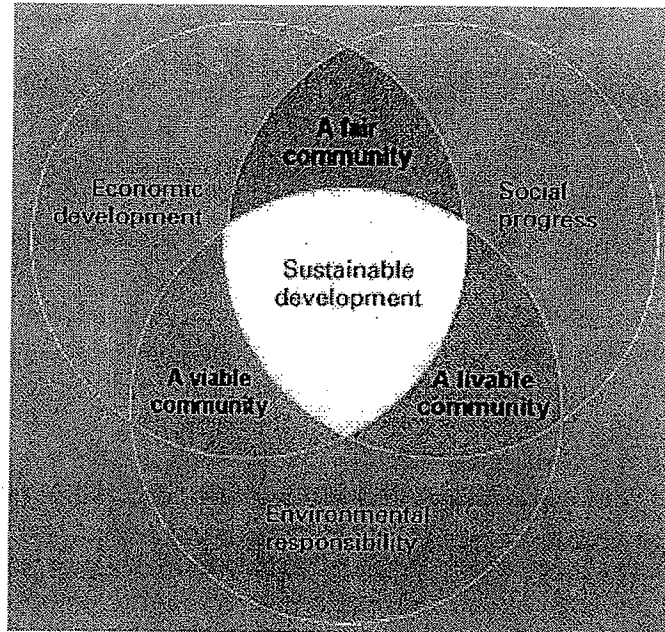 A fair
community
Economic
development
Social
progress
Sustainable
development
A viable
community
A livable
community
Environmental
responsibility